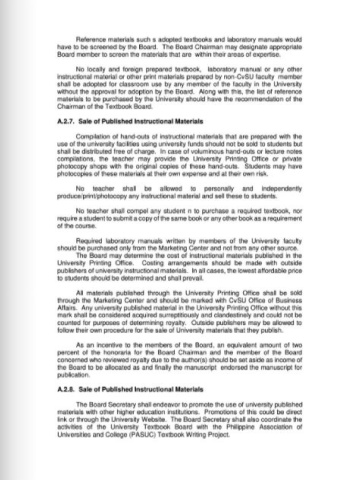 Reference materials such s adopted textbooks and laboratory manuals would
have to be screened by the Board. The Board Chairman may designate appropriate
Board member to screen the materials that are within their areas of expertise.
No locally and foreign prepared textbook, laboratory manual or any other
instructional material or other print materials prepared by non-CvSU faculty member
shall be adopted for classroom use by any member of the faculty in the University
without the approval for adoption by the Board. Along with this, the list of reference
materials to be purchased by the University should have the recommendation of the
Chairman of the Textbook Board.
A.2.7. Sale of Published Instructional Materials
Compilation of hand-outs of instructional materials that are prepared with the
use of the university facilities using university funds should not be sold to students but
shall be distributed free of charge. In case of voluminous hand-outs or lecture notes
compilations, the teacher may provide the University Printing Office or private
photocopy shops with the original copies of these hand-outs. Students may have
photocopies of these materials at their own expense and at their own risk.
No teacher shall be allowed to personally and independently
produce/print/photocopy any instructional material and sell these to students.
No teacher shall compel any student n to purchase a required textbook, nor
require a student to submit a copy of the same book or any other book as a requirement
of the course.
Required laboratory manuals written by members of the University faculty
should be purchased only from the Marketing Center and not from any other source.
The Board may determine the cost of instructional materials published in the
University Printing Office. Costing arrangements should be made with outside
publishers of university instructional materials. In all cases, the lowest affordable price
to students should be determined and shall prevail.
All materials published through the University Printing Office shall be sold
through the Marketing Center and should be marked with CvSU Office of Business
Affairs. Any university published material in the University Printing Office without this
mark shall be considered acquired surreptitiously and clandestinely and could not be
counted for purposes of determining royalty. Outside publishers may be allowed to
follow their own procedure for the sale of University materials that they publish.
As an incentive to the members of the Board, an equivalent amount of two
percent of the honoraria for the Board Chairman and the member of the Board
concerned who reviewed royalty due to the author(s) should be set aside as income of
the Board to be allocated as and finally the manuscript endorsed the manuscript for
publication.
A.2.8. Sale of Published Instructional Materials
The Board Secretary shall endeavor to promote the use of university published
materials with other higher education institutions. Promotions of this could be direct
link or through the University Website. The Board Secretary shall also coordinate the
activities of the University Textbook Board with the Philippine Association of
Universities and College (PASUC) Textbook Writing Project.